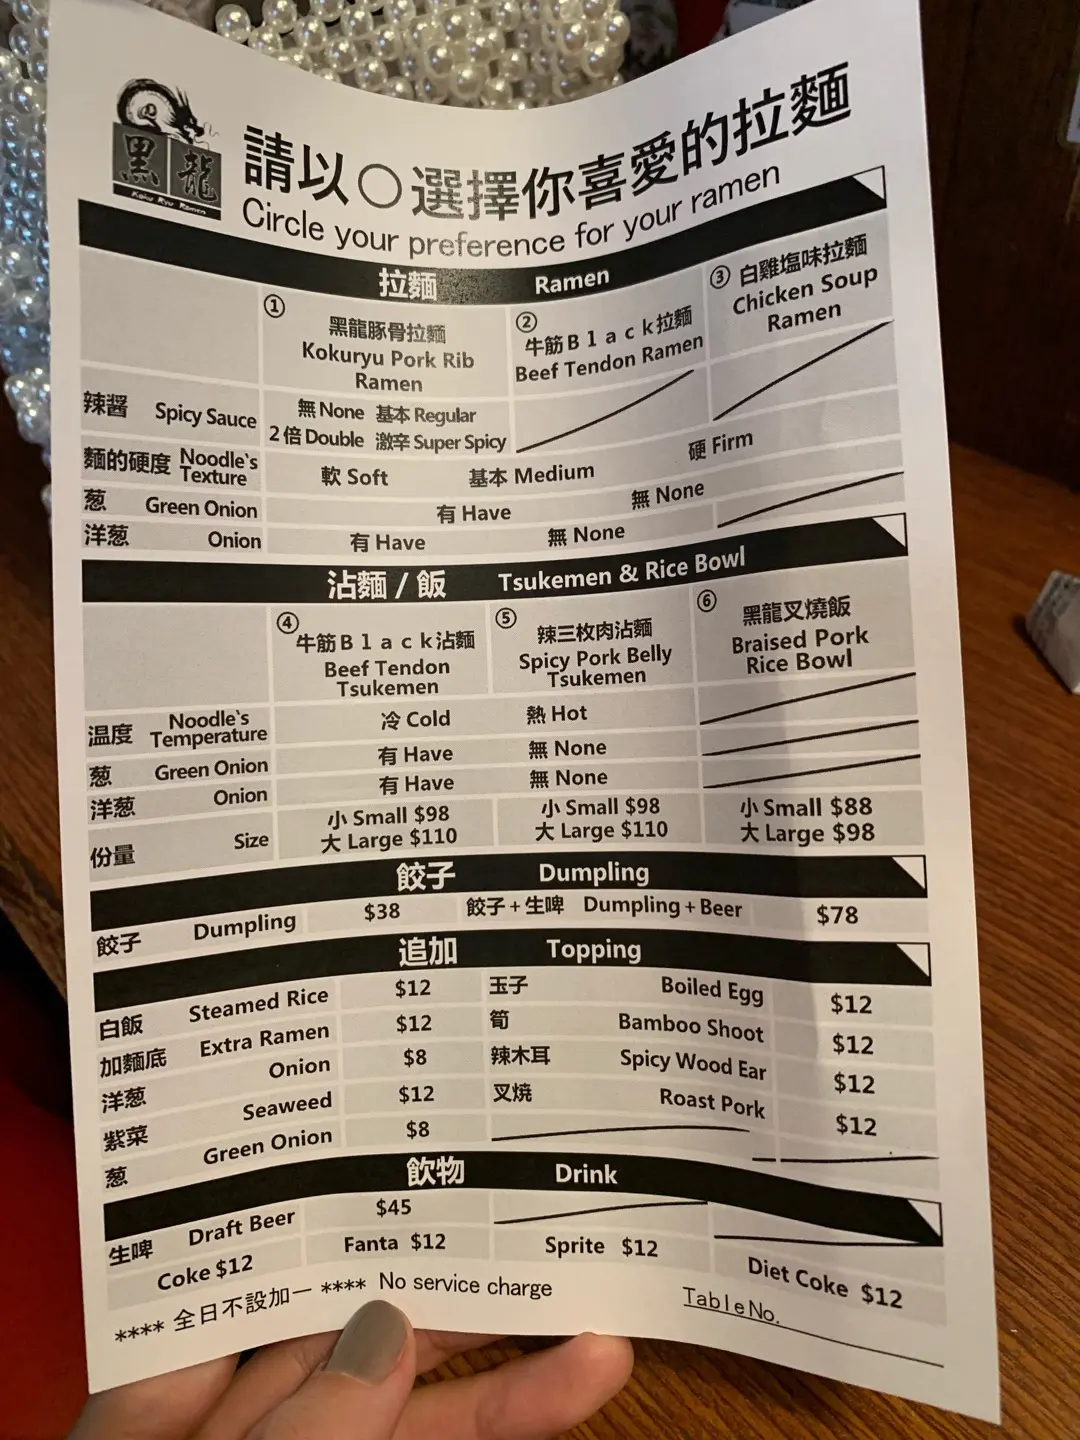 黑龍
Koku Ryu Ramen
請以○選擇你喜愛的拉麵
Circle your preference for your ramen
拉麵 Ramen
① 黑龍豚骨拉麵 Kokuryu Pork Rib Ramen
② 牛筋Black拉麵 Beef Tendon Ramen
③ 白雞塩味拉麵 Chicken Soup Ramen
辣醬 Spicy Sauce 無 None 基本 Regular
2倍 Double 激辛 Super Spicy
麵的硬度 Noodle's Texture 軟 Soft 基本 Medium 硬 Firm
葱 Green Onion 有 Have 無 None
洋葱 Onion 有 Have 無 None
沾麵 / 飯 Tsukemen & Rice Bowl
④ 牛筋Black沾麵 Beef Tendon Tsukemen
⑤ 辣三枚肉沾麵 Spicy Pork Belly Tsukemen
⑥ 黑龍叉燒飯 Braised Pork Rice Bowl
温度 Noodle's Temperature 冷 Cold 熱 Hot
葱 Green Onion 有 Have 無 None
洋葱 Onion 有 Have 無 None
份量 Size 小 Small $98 小 Small $98 小 Small $88
大 Large $110 大 Large $110 大 Large $98
餃子 Dumpling
餃子 Dumpling $38 餃子+生啤 Dumpling+Beer $78
追加 Topping
白飯 Steamed Rice $12 玉子 Boiled Egg $12
加麵底 Extra Ramen $12 筍 Bamboo Shoot $12
洋葱 Onion $8 辣木耳 Spicy Wood Ear $12
紫菜 Seaweed $12 叉燒 Roast Pork $12
葱 Green Onion $8
飲物 Drink
生啤 Draft Beer $45
Coke $12 Fanta $12 Sprite $12 Diet Coke $12
**** 全日不設加一 **** No service charge
Table No.